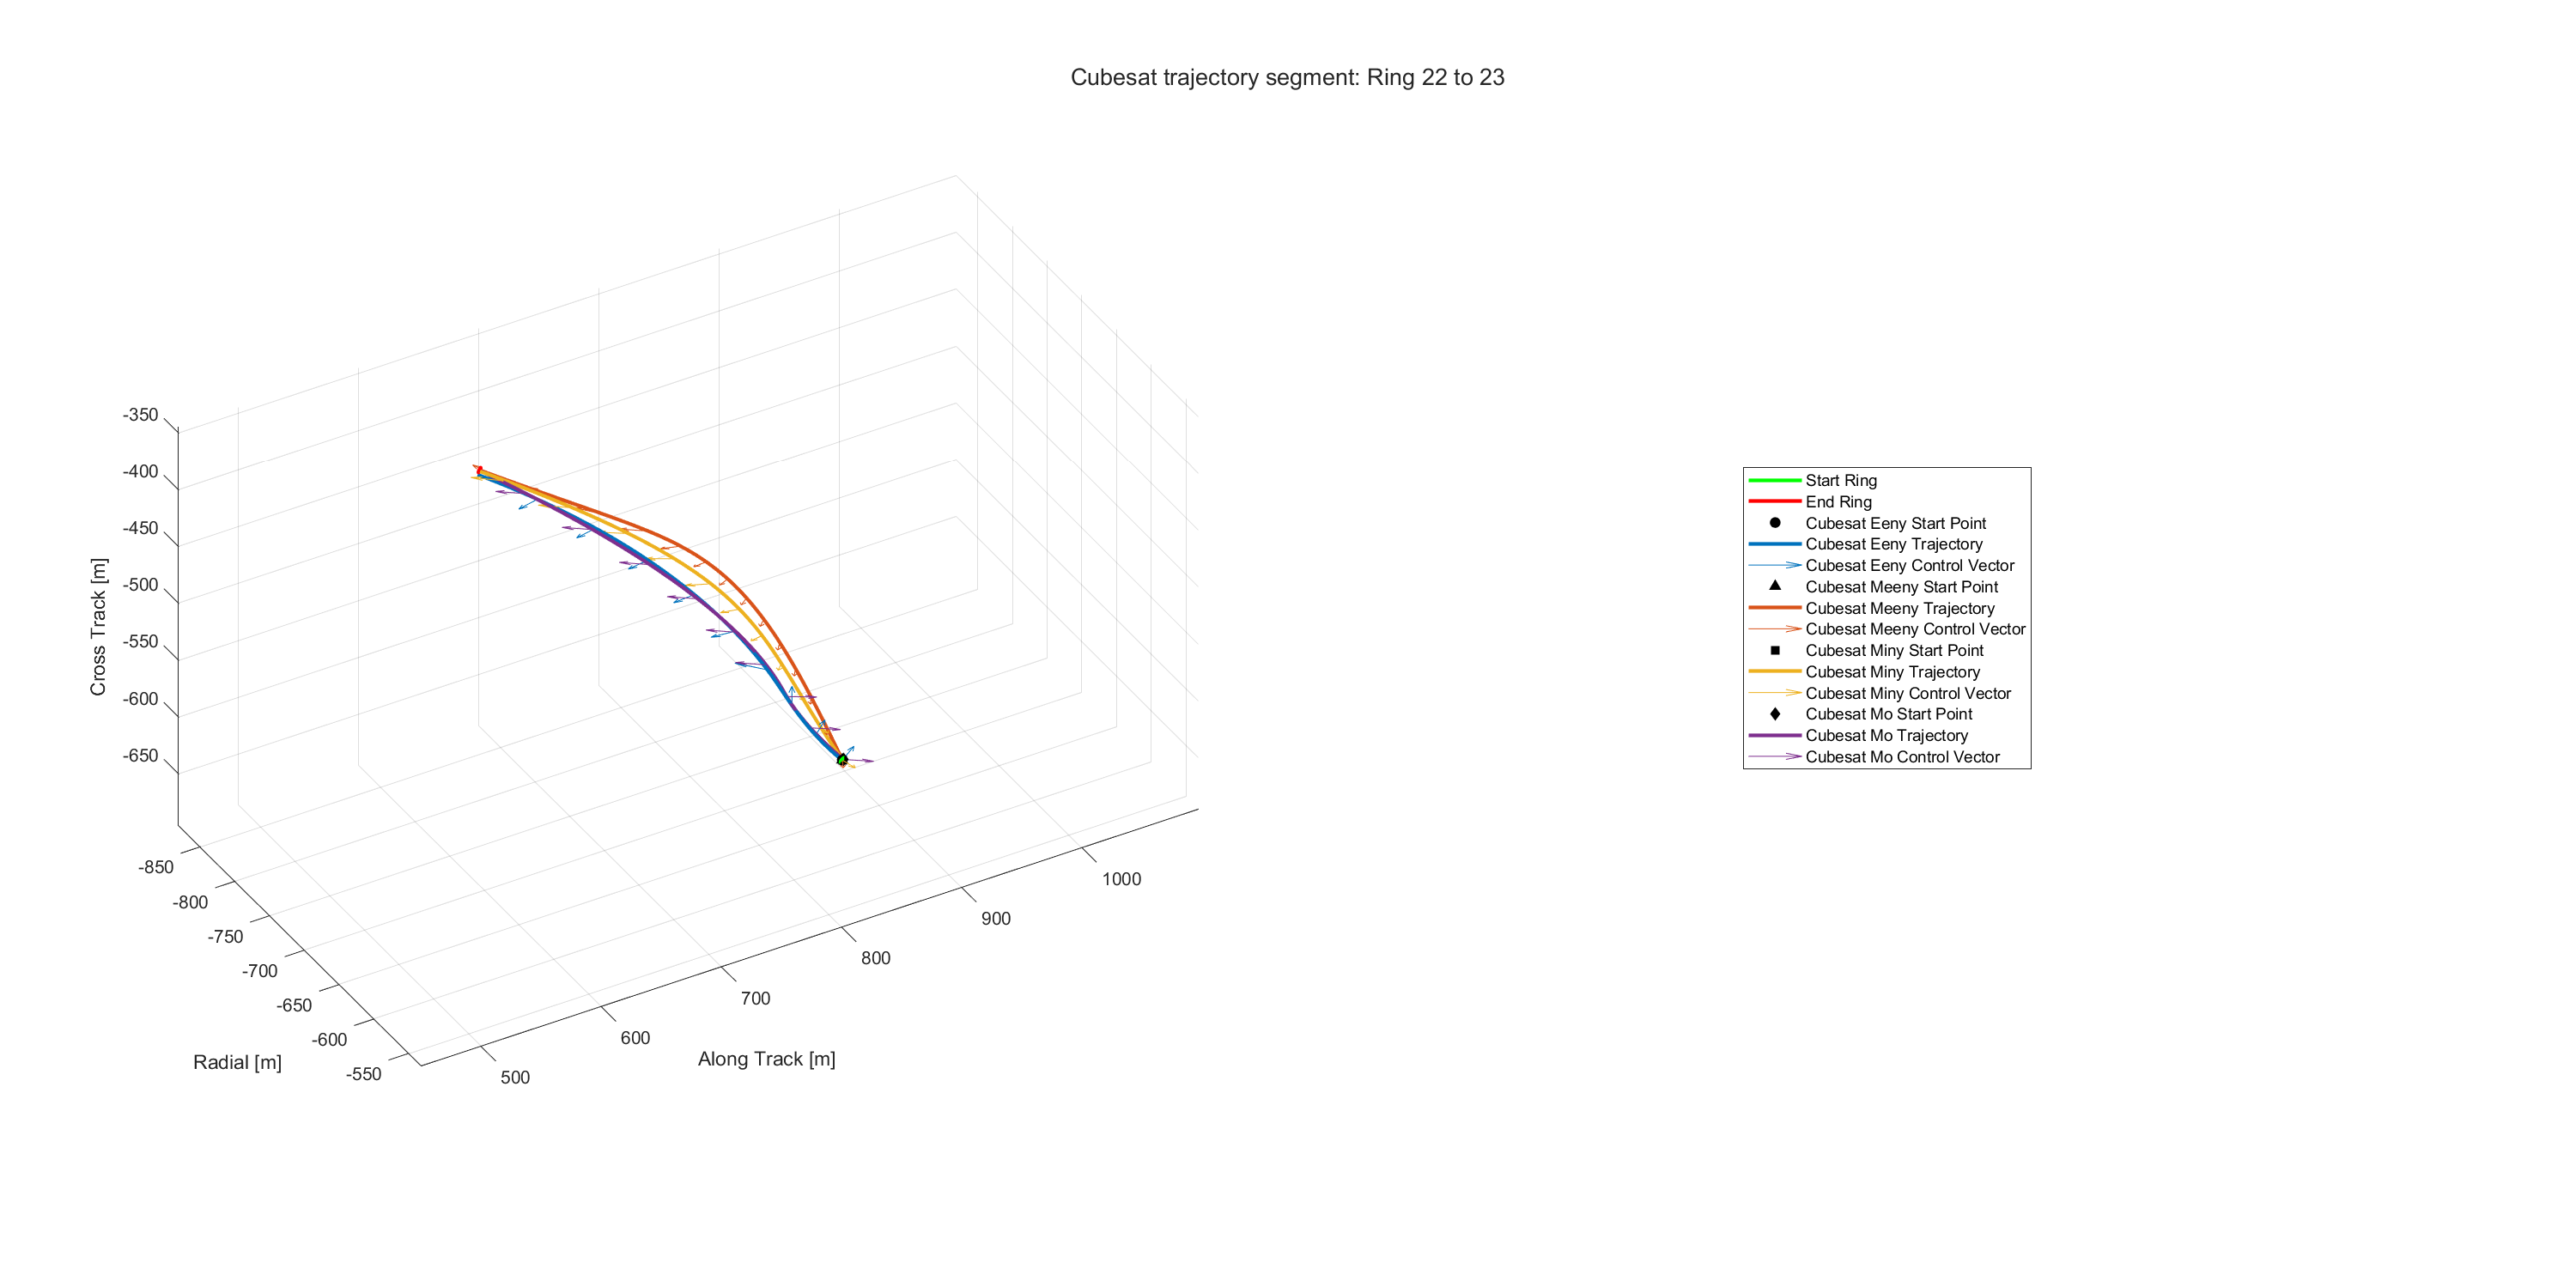 Cubesat trajectory segment: Ring 22 to 23
-350
-400
-450
-500
-550
-600
-650
Cross Track [m]
-850
-800
-750
-700
-650
-600
-550
Radial [m]
500
600
700
800
900
1000
Along Track [m]
Start Ring
End Ring
Cubesat Eeny Start Point
Cubesat Eeny Trajectory
Cubesat Eeny Control Vector
Cubesat Meeny Start Point
Cubesat Meeny Trajectory
Cubesat Meeny Control Vector
Cubesat Miny Start Point
Cubesat Miny Trajectory
Cubesat Miny Control Vector
Cubesat Mo Start Point
Cubesat Mo Trajectory
Cubesat Mo Control Vector